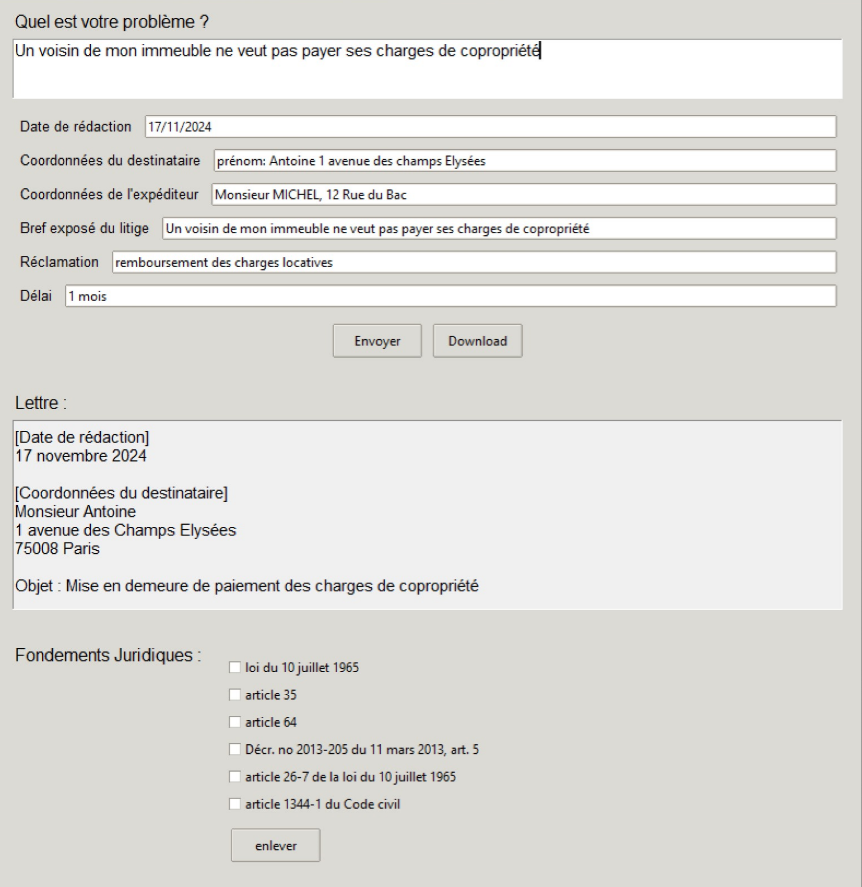 Quel est votre problème ?
Un voisin de mon immeuble ne veut pas payer ses charges de copropriété
Date de rédaction 17/11/2024
Coordonnées du destinataire prénom: Antoine 1 avenue des champs Elysées
Coordonnées de l'expéditeur Monsieur MICHEL, 12 Rue du Bac
Bref exposé du litige Un voisin de mon immeuble ne veut pas payer ses charges de copropriété
Réclamation remboursement des charges locatives
Délai 1 mois
Envoyer Download
Lettre :
[Date de rédaction]
17 novembre 2024
[Coordonnées du destinataire]
Monsieur Antoine
1 avenue des Champs Elysées
75008 Paris
Objet : Mise en demeure de paiement des charges de copropriété
Fondements Juridiques :
loi du 10 juillet 1965
article 35
article 64
Décr. no 2013-205 du 11 mars 2013, art. 5
article 26-7 de la loi du 10 juillet 1965
article 1344-1 du Code civil
enlever